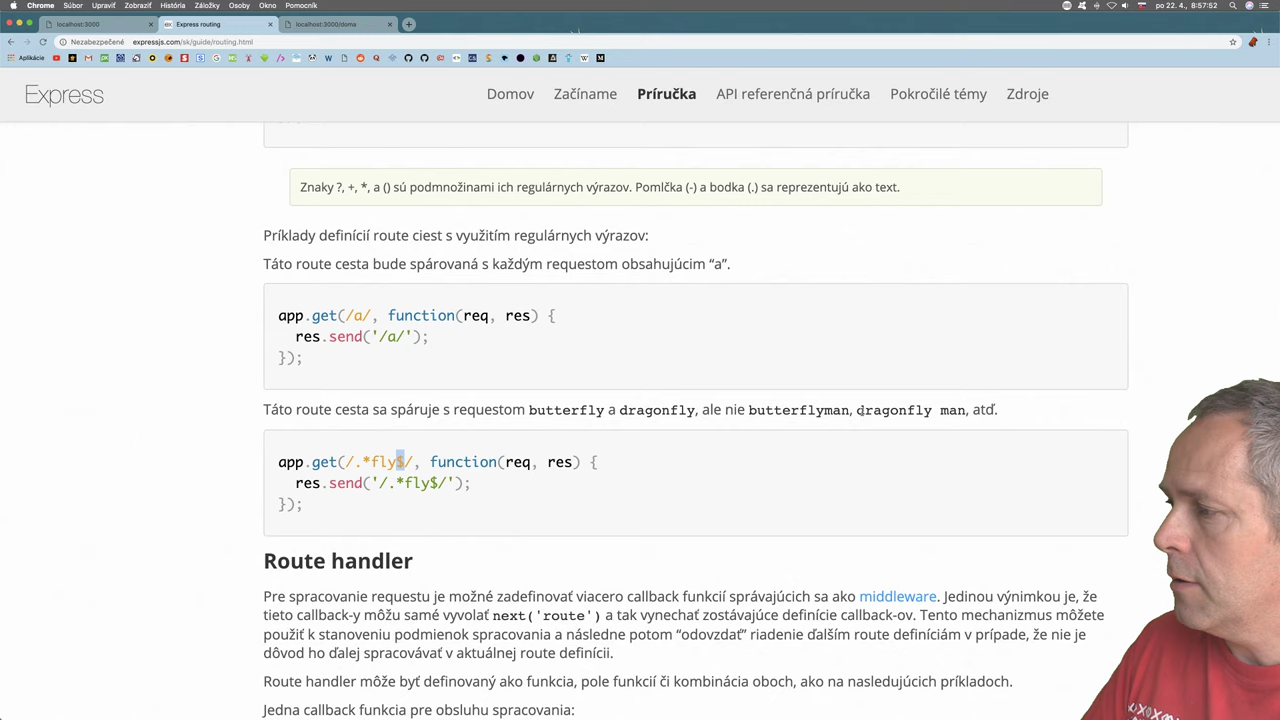 Chrome Súbor Upraviť Zobraziť História Záložky Osoby Okno Pomocník
po 22. 4., 8:57:52
localhost:3000
Express routing
localhost:3000/doma
Nezabezpečené expressjs.com/sk/guide/routing.html
Aplikácie
Express
Domov Začíname Príručka API referenčná príručka Pokročilé témy Zdroje
Znaky ?, +, *, a () sú podmnožinami ich regulárnych výrazov. Pomlčka (-) a bodka (.) sa reprezentujú ako text.
Príklady definícií route ciest s využitím regulárnych výrazov:
Táto route cesta bude spárovaná s každým requestom obsahujúcim “a”.
app.get(/a/, function(req, res) {
res.send('/a/');
});
Táto route cesta sa spáruje s requestom butterfly a dragonfly, ale nie butterflyman, dragonfly man, atď.
app.get(/.*fly$/, function(req, res) {
res.send('/.*fly$/');
});
Route handler
Pre spracovanie requestu je možné zadefinovať viacero callback funkcií správajúcich sa ako middleware. Jedinou výnimkou je, že
tieto callback-y môžu samé vyvolať next('route') a tak vynechať zostávajúce definície callback-ov. Tento mechanizmus môžete
použiť k stanoveniu podmienok spracovania a následne potom “odovzdať” riadenie ďalším route definíciám v prípade, že nie je
dôvod ho ďalej spracovávať v aktuálnej route definícii.
Route handler môže byť definovaný ako funkcia, pole funkcií či kombinácia oboch, ako na nasledujúcich príkladoch.
Jedna callback funkcia pre obsluhu spracovania: